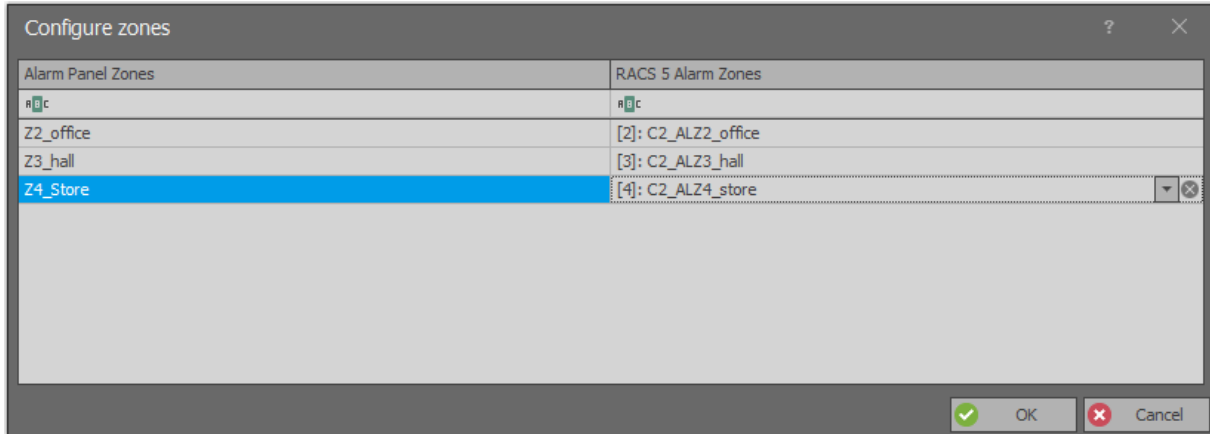 Configure zones ?
Alarm Panel Zones RACS 5 Alarm Zones
ABC ABC
Z2_office [2]: C2_ALZ2_office
Z3_hall [3]: C2_ALZ3_hall
Z4_Store [4]: C2_ALZ4_store
OK Cancel